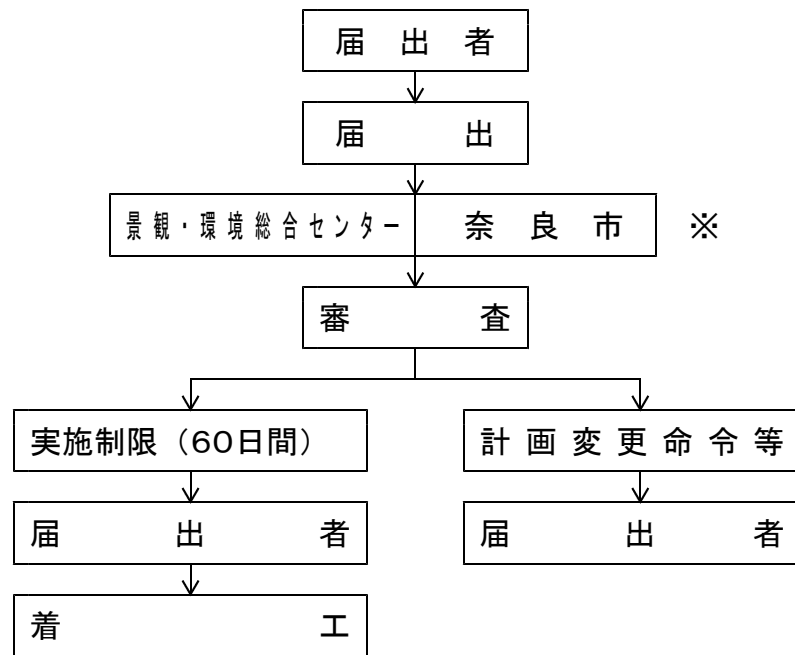 届出者
届出
景観・環境総合センター 奈良市 ※
審査
実施制限（60日間） 計画変更命令等
届出者 届出者
着工